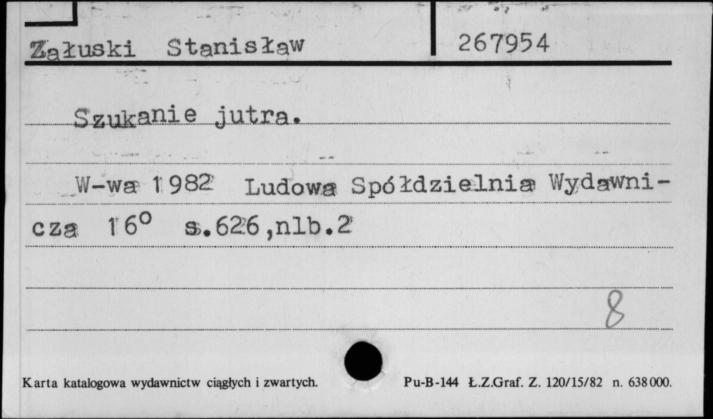 Załuski Stanisław 267954
Szukanie jutra.
W-wa 1982 Ludowa Spółdzielnia Wydawni-
cza 16° s.626,nlb.2
8
Karta katalogowa wydawnictw ciągłych i zwartych. Pu-B-144 Ł.Z.Graf. Z. 120/15/82 n. 638000.